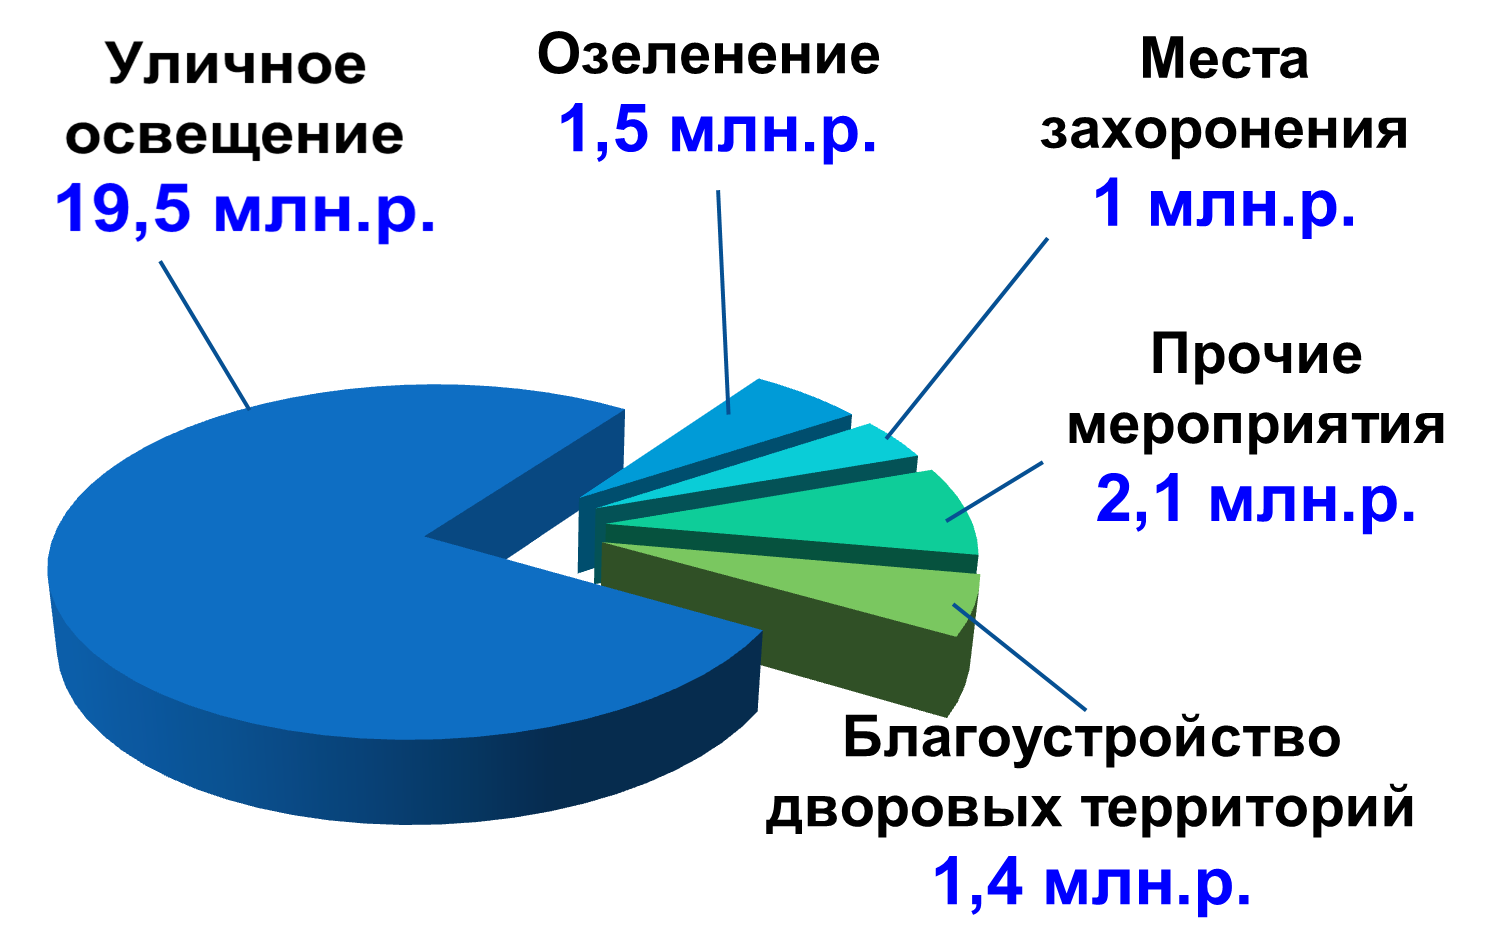 Уличное
освещение
19,5 млн.р.
Озеленение
1,5 млн.р.
Места
захоронения
1 млн.р.
Прочие
мероприятия
2,1 млн.р.
Благоустройство
дворовых территорий
1,4 млн.р.